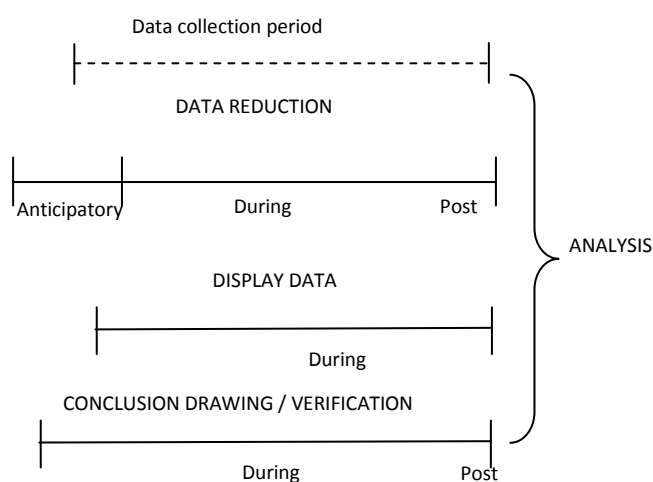 Data collection period
DATA REDUCTION
Anticipatory During Post
ANALYSIS
DISPLAY DATA
During
CONCLUSION DRAWING / VERIFICATION
During Post